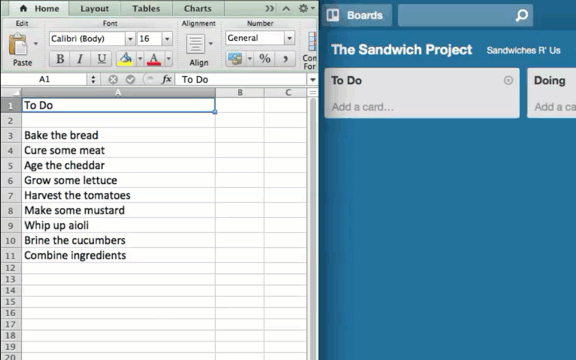 Home Layout Tables Charts
Edit Font Alignment Number
Calibri (Body) 16 General
Paste B I U A Align % Con
For
A1 fx To Do
A B C
1 To Do
2
3 Bake the bread
4 Cure some meat
5 Age the cheddar
6 Grow some lettuce
7 Harvest the tomatoes
8 Make some mustard
9 Whip up aioli
10 Brine the cucumbers
11 Combine ingredients
12
13
14
15
16
17
18
19
20
Boards
The Sandwich Project Sandwiches R' Us
To Do Doing
Add a card... Add a ca